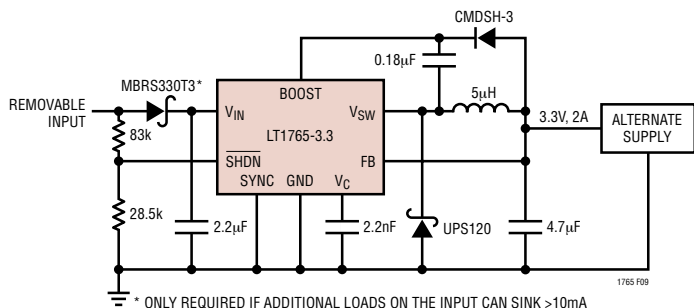 CMDSH-3
0.18µF
MBRS330T3*
BOOST
5µH
REMOVABLE
INPUT
VIN
VSW
3.3V, 2A
ALTERNATE
SUPPLY
83k
LT1765-3.3
SHDN
FB
SYNC GND VC
28.5k
2.2µF
2.2nF
UPS120
4.7µF
1765 F09
* ONLY REQUIRED IF ADDITIONAL LOADS ON THE INPUT CAN SINK >10mA